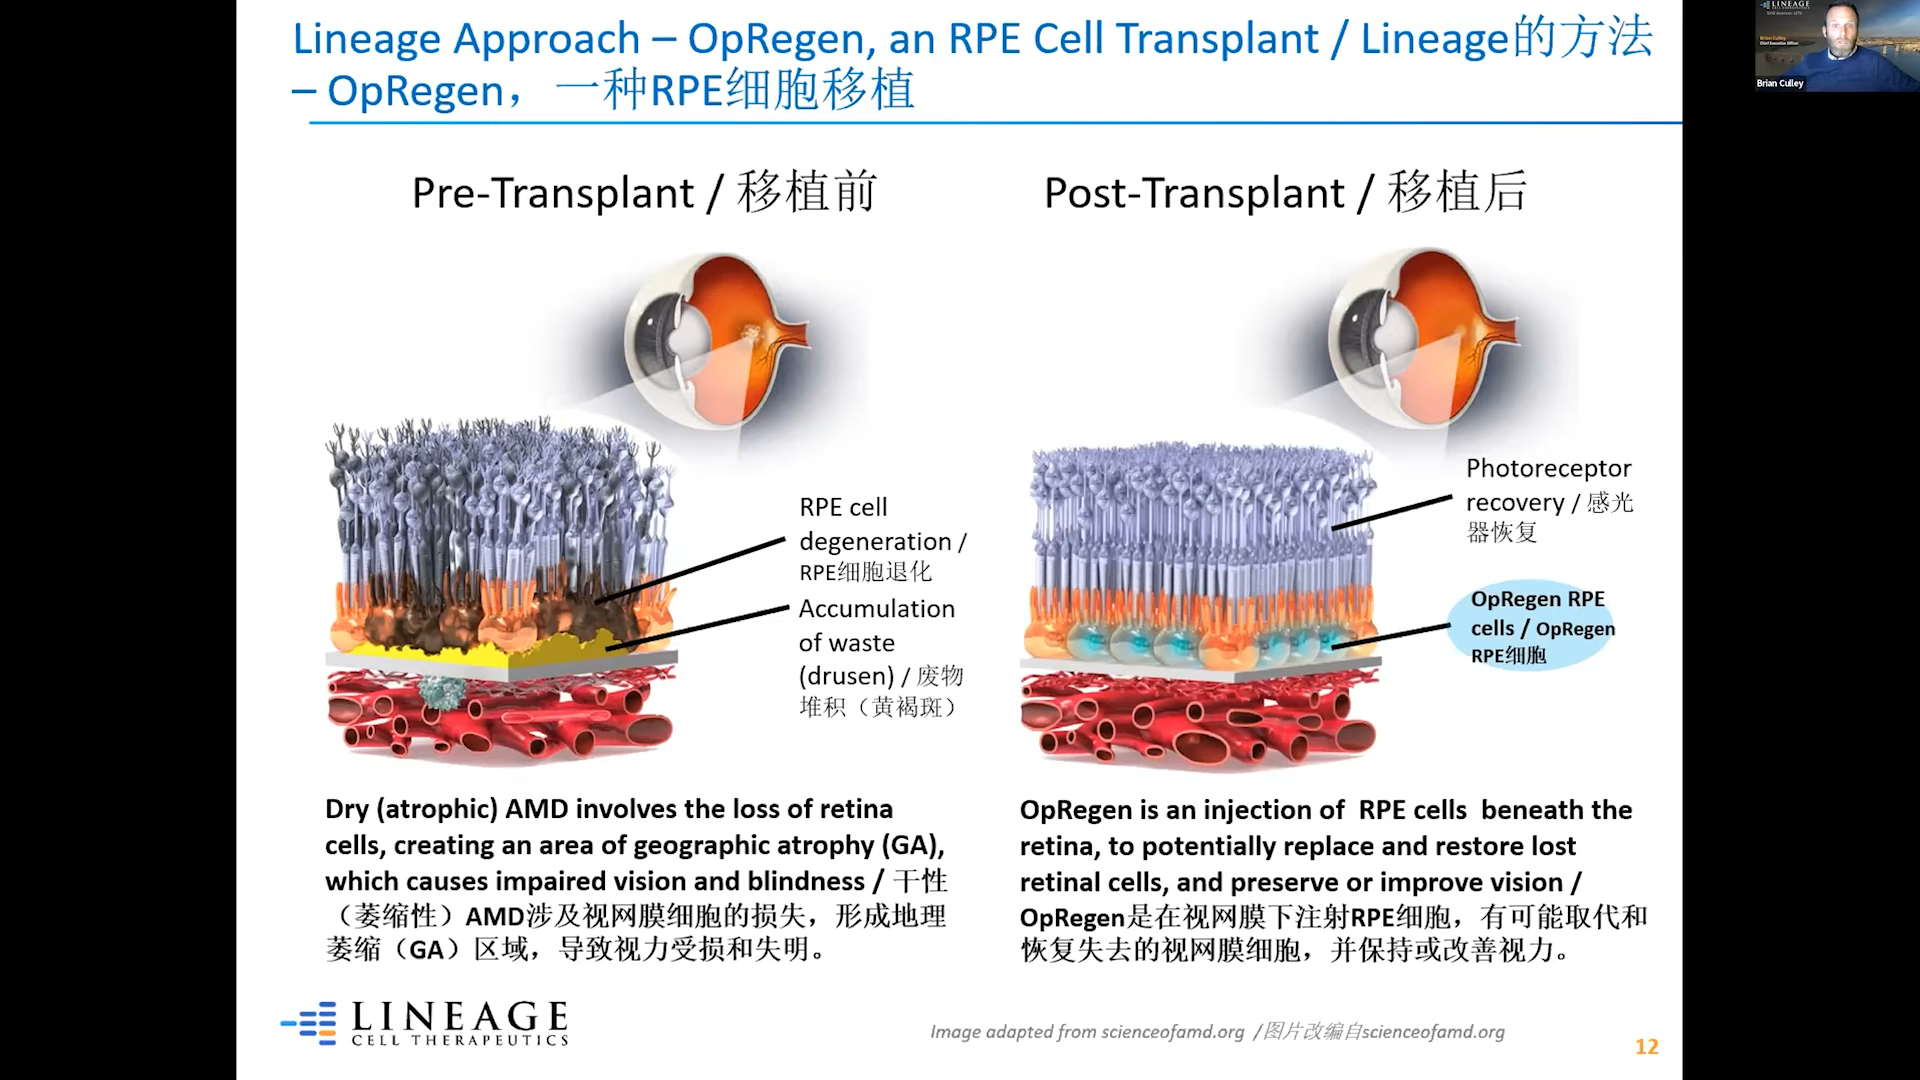 Lineage Approach – OpRegen, an RPE Cell Transplant / Lineage的方法
– OpRegen，一种RPE细胞移植
Pre-Transplant / 移植前
RPE cell
degeneration /
RPE细胞退化
Accumulation
of waste
(drusen) / 废物
堆积（黄褐斑）
Dry (atrophic) AMD involves the loss of retina
cells, creating an area of geographic atrophy (GA),
which causes impaired vision and blindness / 干性
（萎缩性）AMD涉及视网膜细胞的损失，形成地理
萎缩（GA）区域，导致视力受损和失明。
Post-Transplant / 移植后
Photoreceptor
recovery / 感光
器恢复
OpRegen RPE
cells / OpRegen
RPE细胞
OpRegen is an injection of RPE cells beneath the
retina, to potentially replace and restore lost
retinal cells, and preserve or improve vision /
OpRegen是在视网膜下注射RPE细胞，有可能取代和
恢复失去的视网膜细胞，并保持或改善视力。
LINEAGE
CELL THERAPEUTICS
Image adapted from scienceofamd.org /图片改编自scienceofamd.org
12
LINEAGE
Brian Culley
Chief Executive Officer
Brian Culley